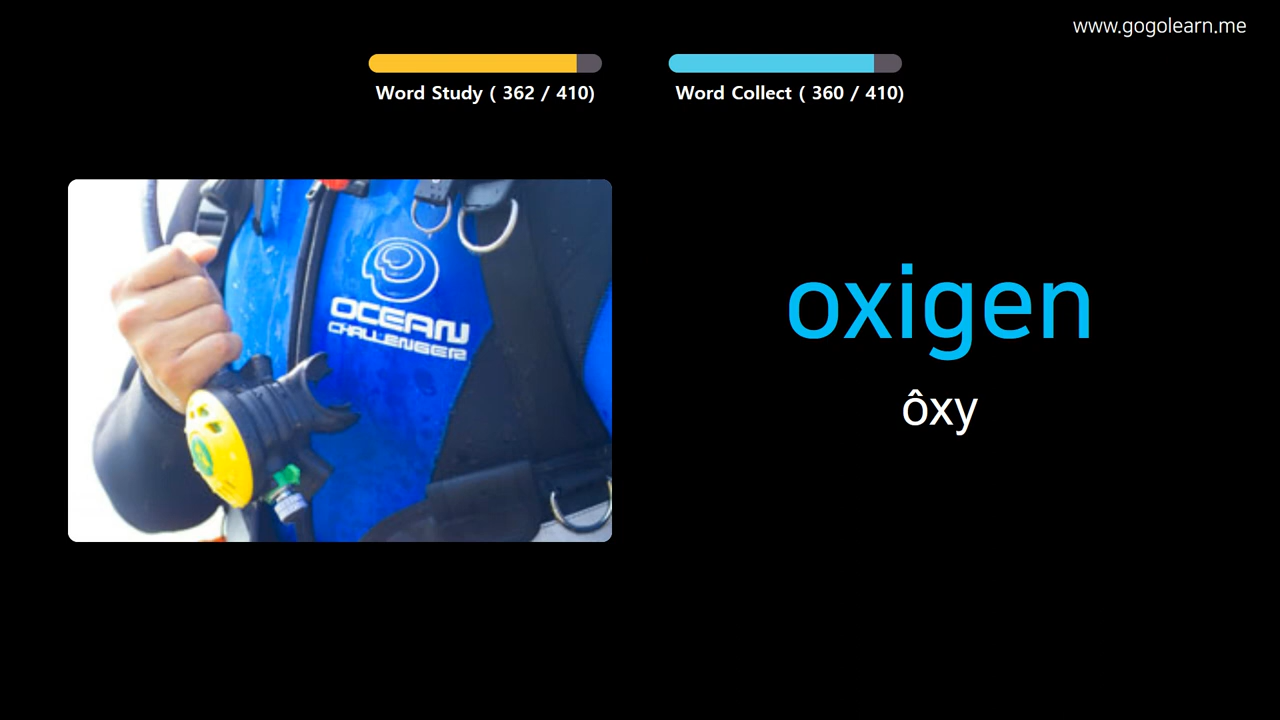 www.gogolearn.me
Word Study ( 362 / 410)
Word Collect ( 360 / 410)
OCEAN
CHALLENGER
oxigen
ôxy